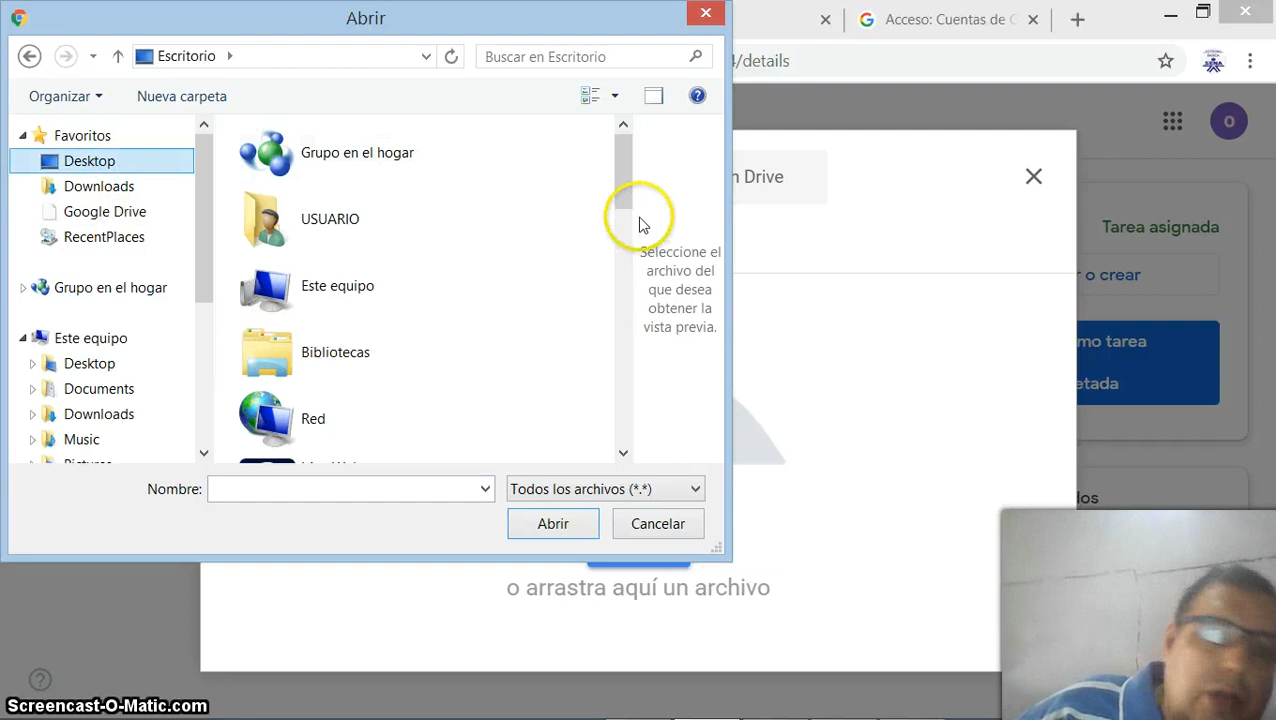 Abrir
Acceso: Cuentas de G
Escritorio
Buscar en Escritorio
4/details
Organizar
Nueva carpeta
Favoritos
Desktop
Downloads
Google Drive
RecentPlaces
Grupo en el hogar
Este equipo
Desktop
Documents
Downloads
Music
Grupo en el hogar
USUARIO
Este equipo
Bibliotecas
Red
Seleccione el
archivo del
que desea
obtener la
vista previa.
Nombre:
Todos los archivos (*.*)
Abrir
Cancelar
n Drive
O
Tarea asignada
r o crear
mo tarea
etada
los
o arrastra aquí un archivo
Screencast-O-Matic.com